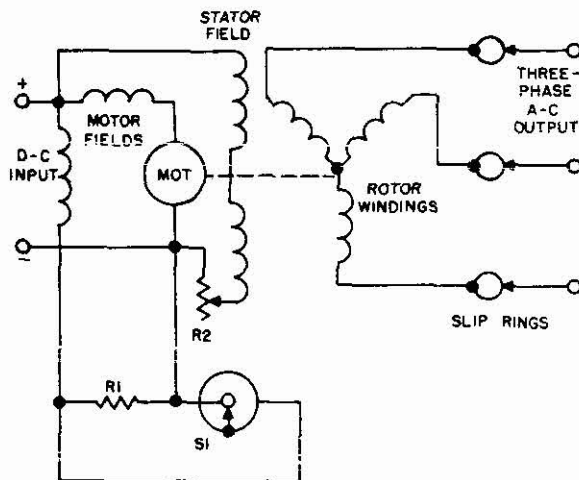 STATOR
FIELD
+
MOTOR
FIELDS
D-C
INPUT
MOT
−
R2
R1
S1
THREE-
PHASE
A-C
OUTPUT
ROTOR
WINDINGS
SLIP RINGS